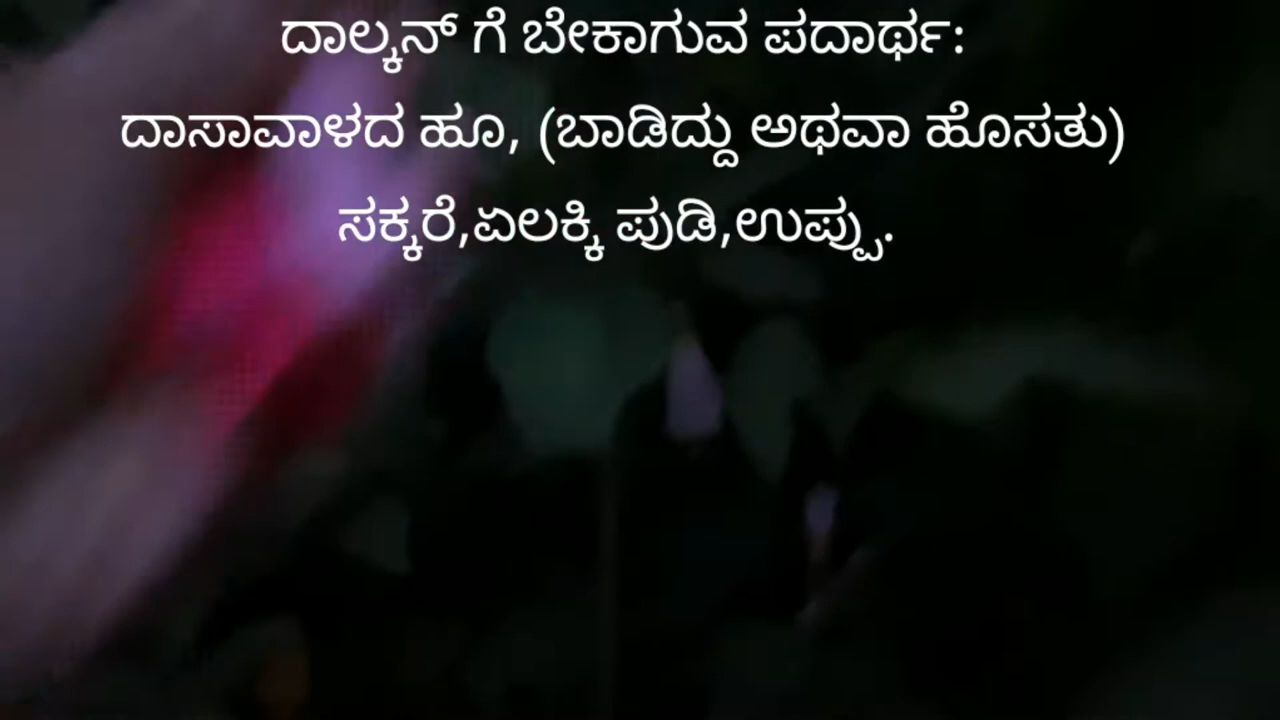 ದಾಲ್ಕನ್ ಗೆ ಬೇಕಾಗುವ ಪದಾರ್ಥ:
ದಾಸಾವಾಳದ ಹೂ, (ಬಾಡಿದ್ದು ಅಥವಾ ಹೊಸತು)
ಸಕ್ಕರೆ,ಏಲಕ್ಕಿ ಪುಡಿ,ಉಪ್ಪು.